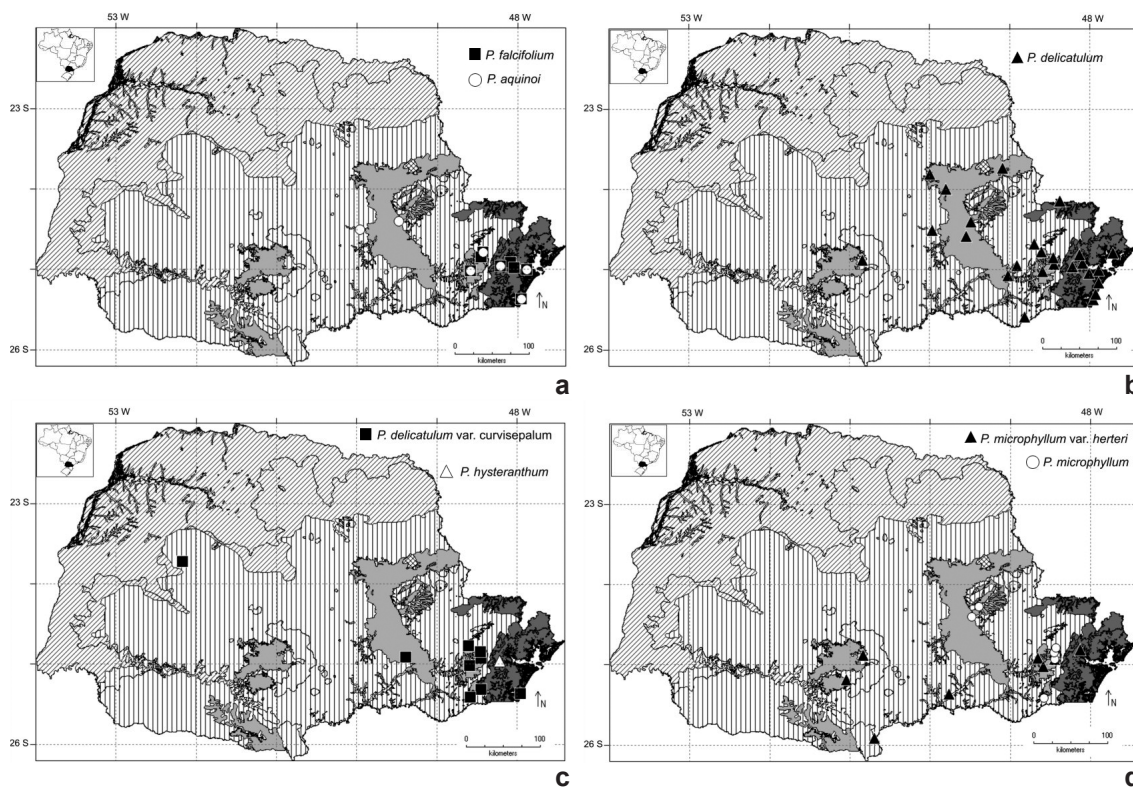 53 W 48 W
P. falcifolium
P. aquinoi
23 S
26 S
N
0 100
kilometers
a
53 W 48 W
P. delicatulum
23 S
26 S
N
0 100
kilometers
b
53 W 48 W
P. delicatulum var. curvisepalum
P. hysteranthum
23 S
26 S
N
0 100
kilometers
c
53 W 48 W
P. microphyllum var. herteri
P. microphyllum
23 S
26 S
N
0 100
kilometers
d